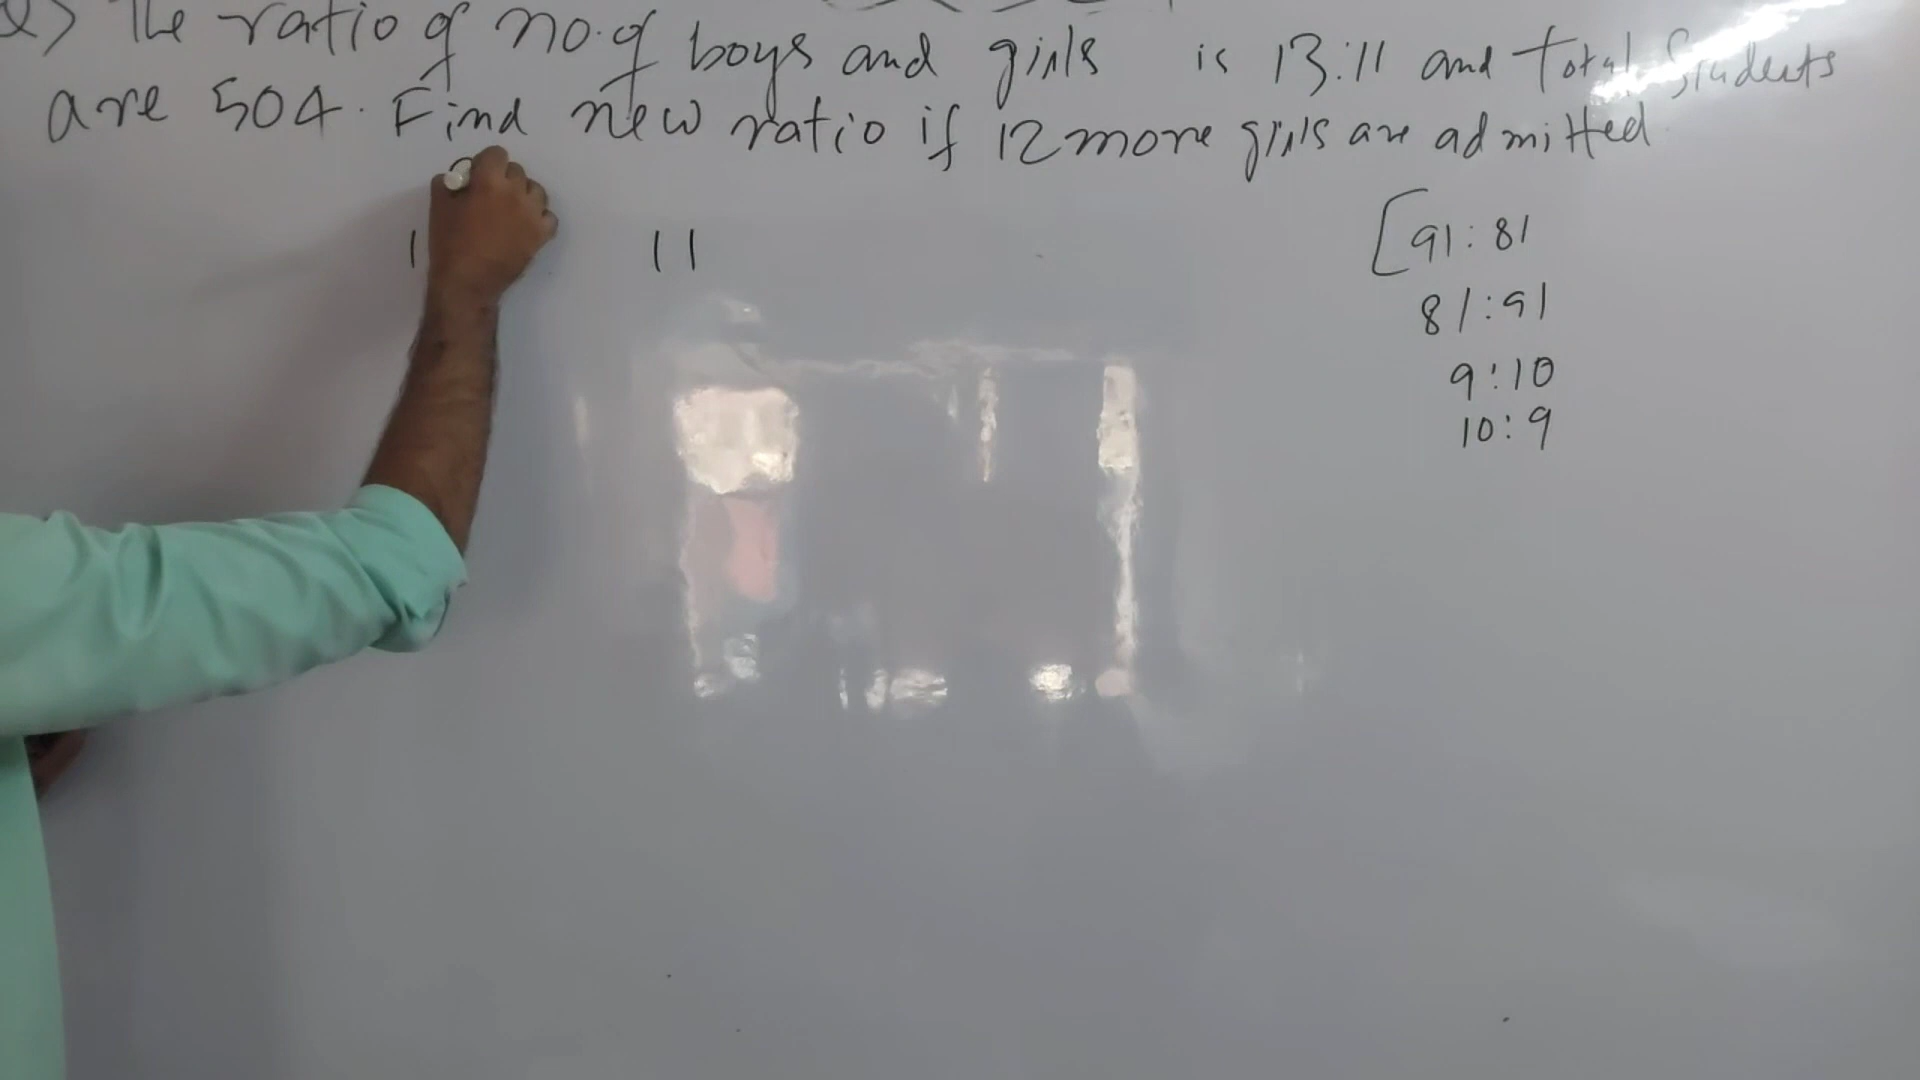 Q) The ratio of no. of boys and girls is 13:11 and Total Students
are 504. Find new ratio if 12 more girls are admitted
1 11
[91:81
81:91
9:10
10:9